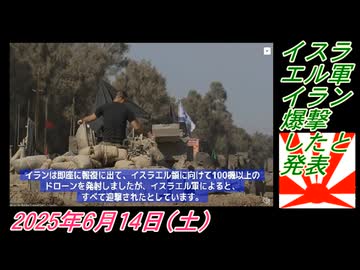 イスラ
エル軍
イラン
爆撃
したと
発表
イランは即座に報復に出て、イスラエル領に向けて100機以上の
ドローンを発射しましたが、イスラエル軍によると、
すべて迎撃されたとしています。
2025年6月14日(土)